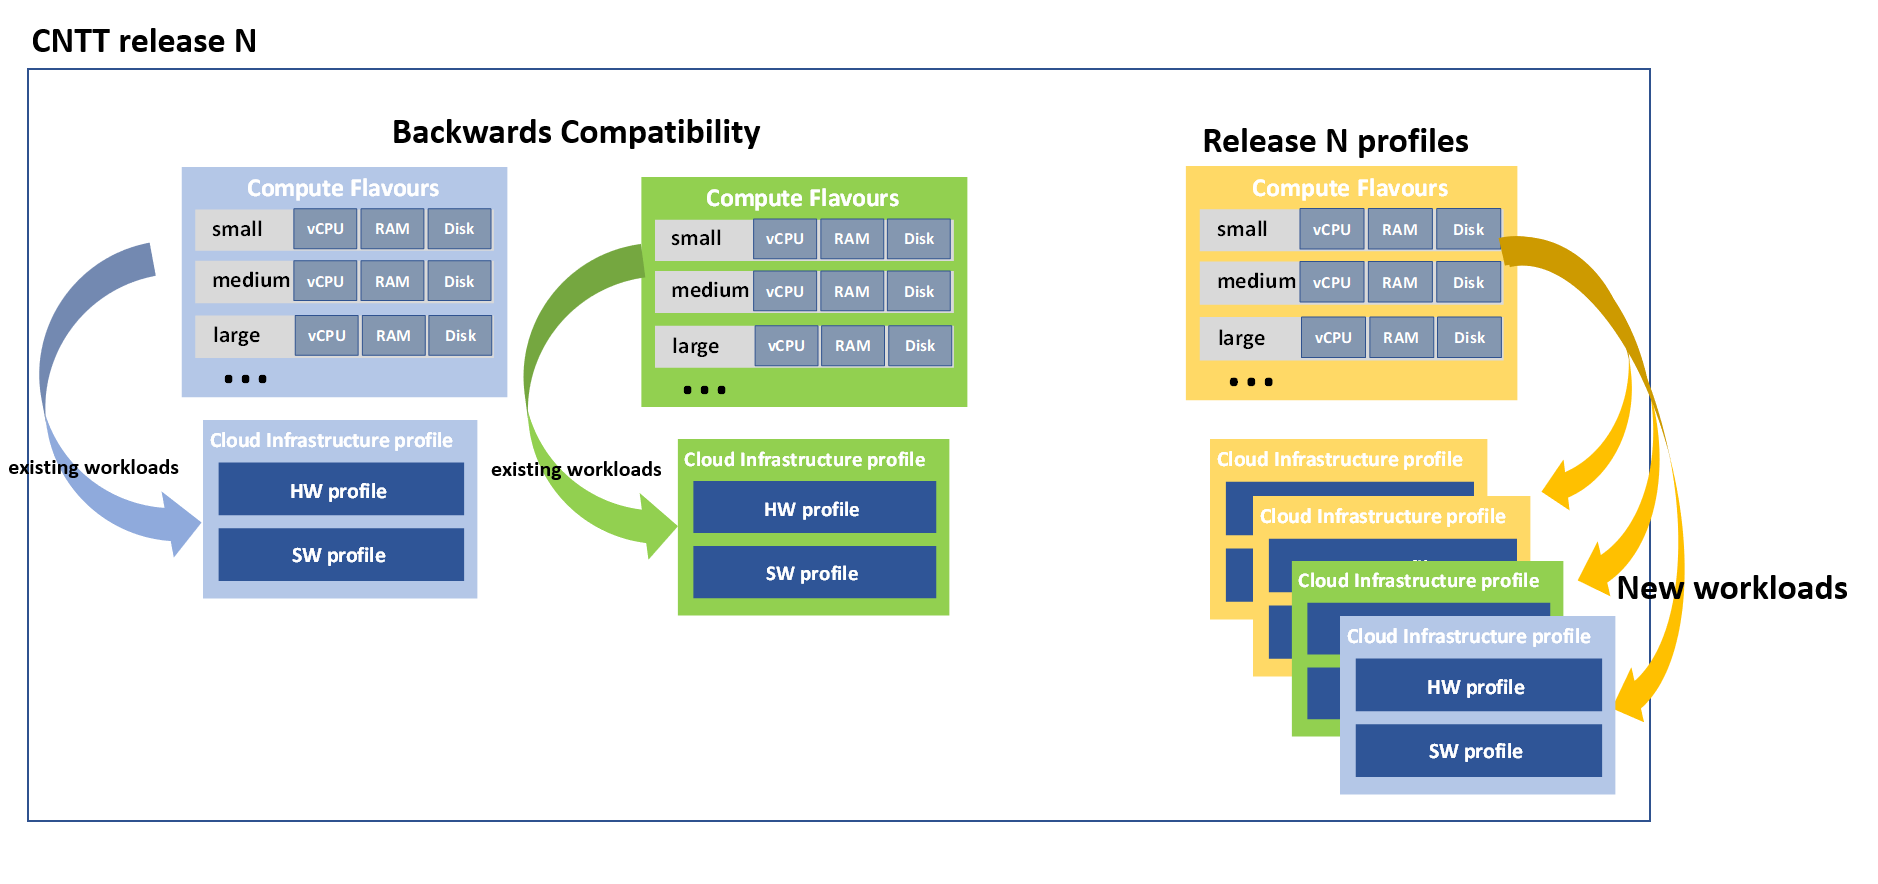 CNTT release N
Backwards Compatibility
Compute Flavours
small vCPU RAM Disk
medium vCPU RAM Disk
large vCPU RAM Disk
...
existing workloads
Cloud Infrastructure profile
HW profile
SW profile
Compute Flavours
small vCPU RAM Disk
medium vCPU RAM Disk
large vCPU RAM Disk
...
existing workloads
Cloud Infrastructure profile
HW profile
SW profile
Release N profiles
Compute Flavours
small vCPU RAM Disk
medium vCPU RAM Disk
large vCPU RAM Disk
...
Cloud Infrastructure profile
Cloud Infrastructure profile
Cloud Infrastructure profile
New workloads
Cloud Infrastructure profile
HW profile
SW profile